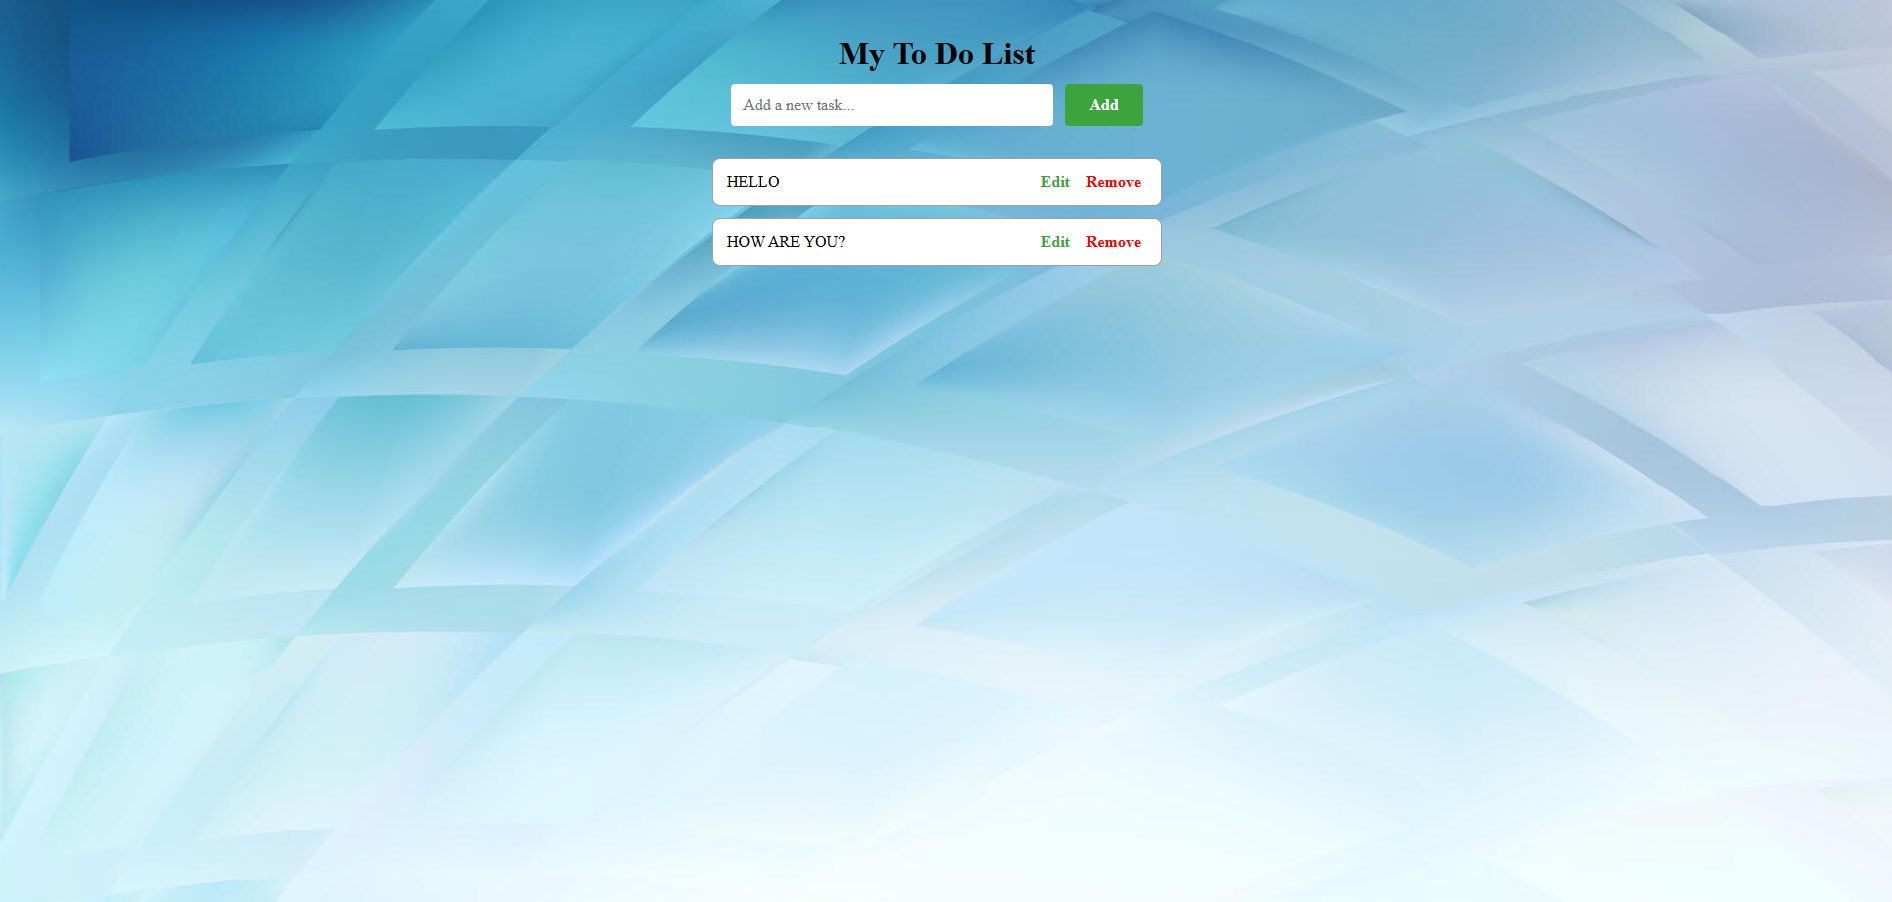 My To Do List
Add a new task... Add
HELLO Edit Remove
HOW ARE YOU? Edit Remove